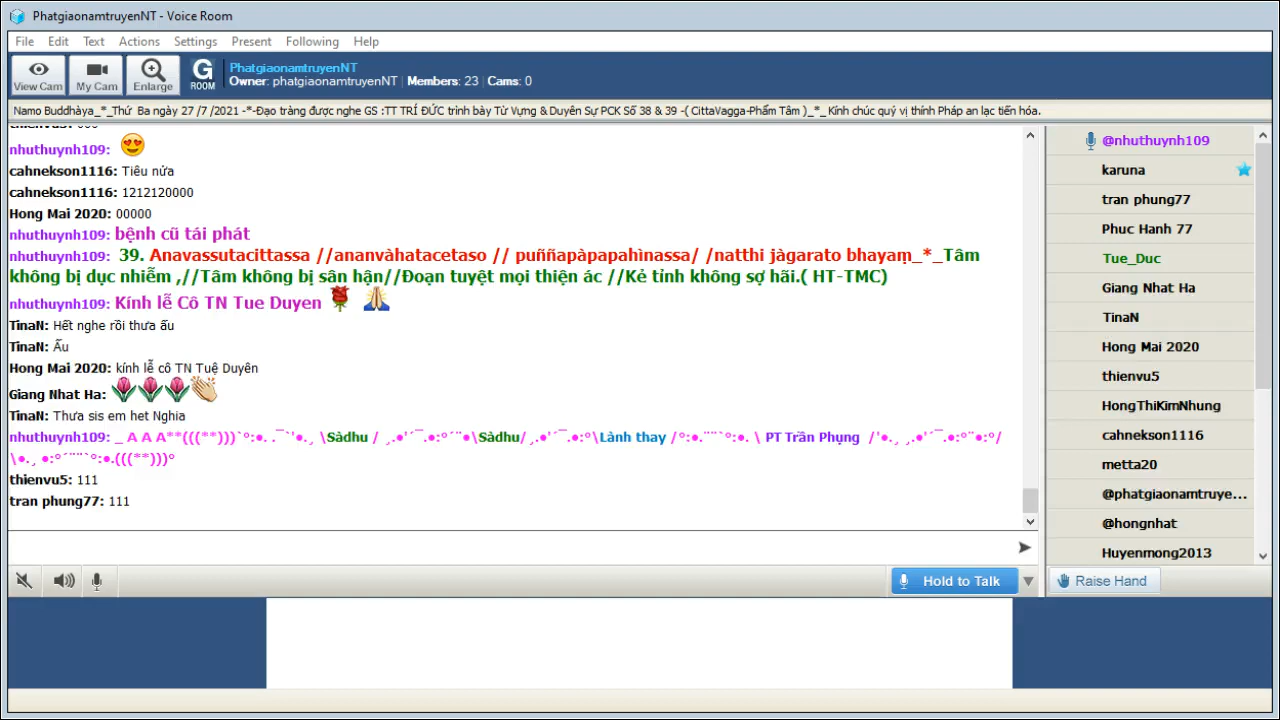 PhatgiaonamtruyenNT - Voice Room
File Edit Text Actions Settings Present Following Help
View Cam My Cam Enlarge G ROOM
PhatgiaonamtruyenNT
Owner: phatgiaonamtruyenNT Members: 23 Cams: 0
Namo Buddhàya_*_Thứ Ba ngày 27 /7 /2021 -*-Đạo tràng được nghe GS :TT TRÍ ĐỨC trình bày Từ Vựng & Duyên Sự PCK Số 38 & 39 -( CittaVagga-Phẩm Tâm )_*_ Kính chúc quý vị thính Pháp an lạc tiến hóa.
nhuthuynh109:
cahnekson1116: Tiêu nứa
cahnekson1116: 1212120000
Hong Mai 2020: 00000
nhuthuynh109: bệnh cũ tái phát
nhuthuynh109: 39. Anavassutacittassa //ananvàhatacetaso // puññapàpapahìnassa/ /natthi jàgarato bhayaṃ_*_Tâm
không bị dục nhiễm ,//Tâm không bị sân hận//Đoạn tuyệt mọi thiện ác //Kẻ tỉnh không sợ hãi.( HT-TMC)
nhuthuynh109: Kính lễ Cô TN Tue Duyen
TinaN: Hết nghe rồi thưa ấu
TinaN: Ấu
Hong Mai 2020: kính lễ cô TN Tuệ Duyên
Giang Nhat Ha:
TinaN: Thưa sis em het Nghia
nhuthuynh109: _ A A A**(((**)))`°:•. .¯`'•.¸ \Sàdhu / ¸.•'´¯.•:°´¨•\Sàdhu/ ¸.•'´¯.•:°\Lành thay /°:•.¨¨`°:•. \ PT Trần Phụng /'•.¸ ¸.•'´¯.•:°¨•:°/
\•.¸ •:°´¨¨`°:•.(((**)))°
thienvu5: 111
tran phung77: 111
@nhuthuynh109
karuna
tran phung77
Phuc Hanh 77
Tue_Duc
Giang Nhat Ha
TinaN
Hong Mai 2020
thienvu5
HongThiKimNhung
cahnekson1116
metta20
@phatgiaonamtruye...
@hongnhat
Huyenmong2013
Hold to Talk
Raise Hand